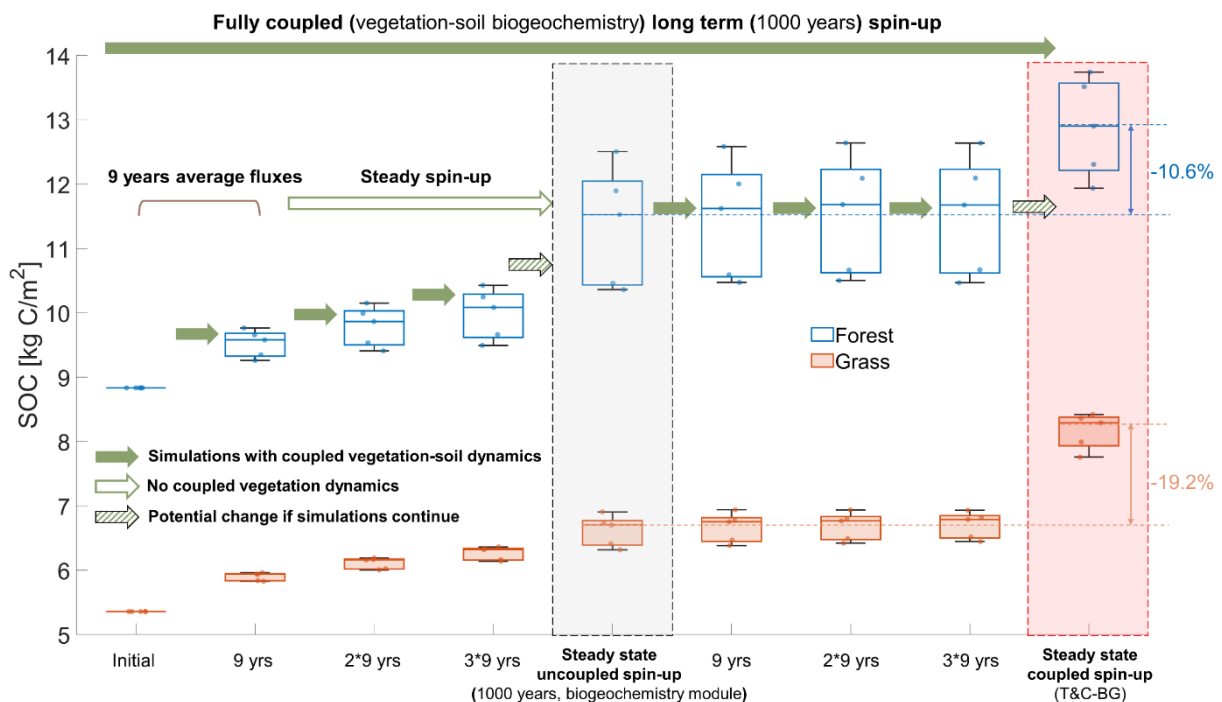 Fully coupled (vegetation-soil biogeochemistry) long term (1000 years) spin-up
14
13
12
11
10
9
8
7
6
5
SOC [kg C/m²]
9 years average fluxes
Steady spin-up
-10.6%
-19.2%
Forest
Grass
Simulations with coupled vegetation-soil dynamics
No coupled vegetation dynamics
Potential change if simulations continue
Initial
9 yrs
2*9 yrs
3*9 yrs
Steady state
uncoupled spin-up
(1000 years, biogeochemistry module)
9 yrs
2*9 yrs
3*9 yrs
Steady state
coupled spin-up
(T&C-BG)